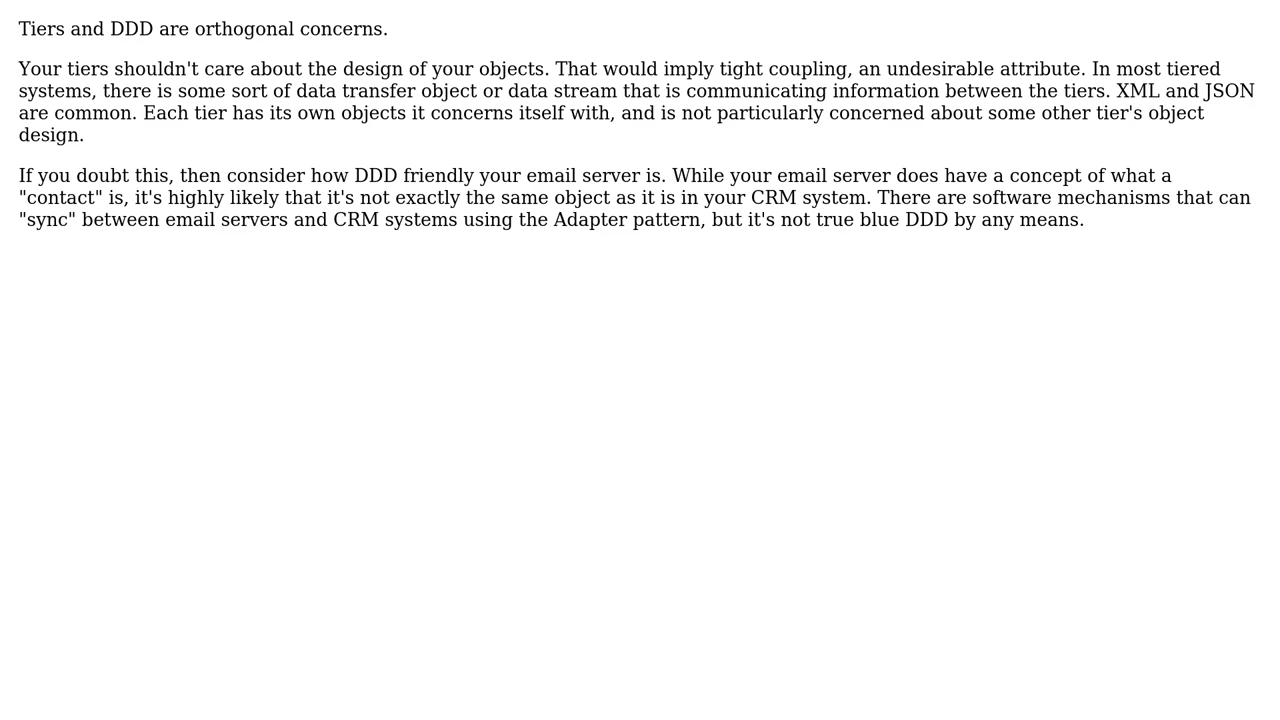 Tiers and DDD are orthogonal concerns.
Your tiers shouldn't care about the design of your objects. That would imply tight coupling, an undesirable attribute. In most tiered
systems, there is some sort of data transfer object or data stream that is communicating information between the tiers. XML and JSON
are common. Each tier has its own objects it concerns itself with, and is not particularly concerned about some other tier's object
design.
If you doubt this, then consider how DDD friendly your email server is. While your email server does have a concept of what a
"contact" is, it's highly likely that it's not exactly the same object as it is in your CRM system. There are software mechanisms that can
"sync" between email servers and CRM systems using the Adapter pattern, but it's not true blue DDD by any means.